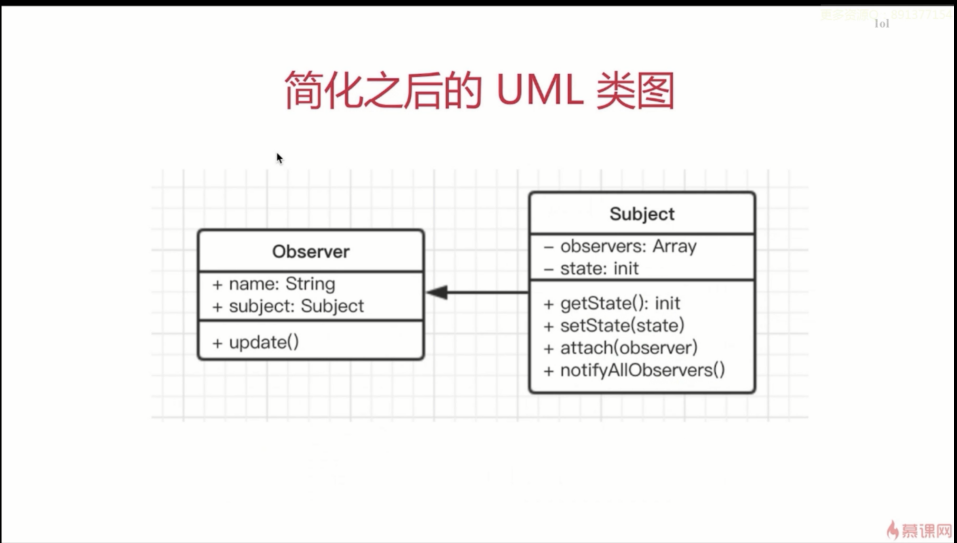 lol
简化之后的 UML 类图
Observer
+ name: String
+ subject: Subject
+ update()
Subject
– observers: Array
– state: init
+ getState(): init
+ setState(state)
+ attach(observer)
+ notifyAllObservers()
慕课网